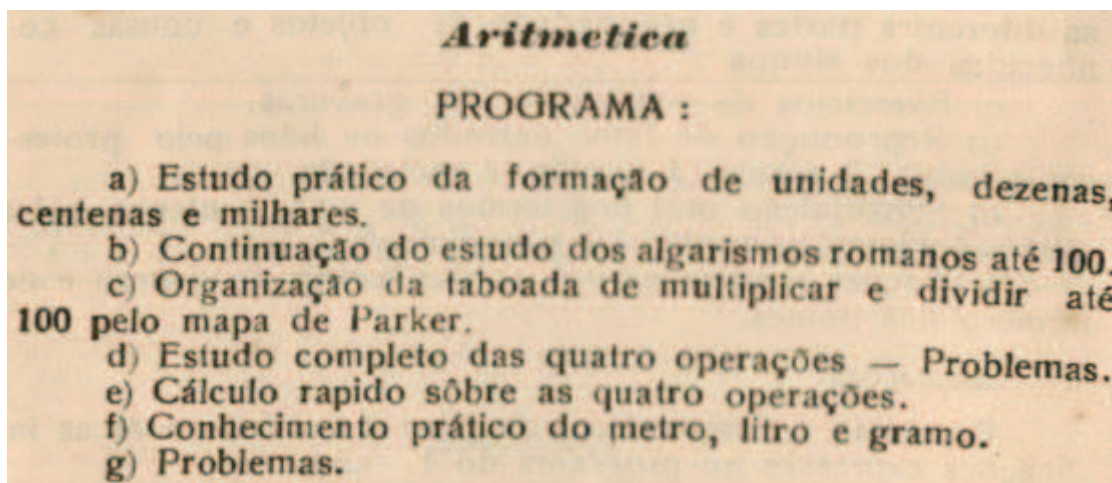 Aritmetica
PROGRAMA :
a) Estudo prático da formação de unidades, dezenas,
centenas e milhares.
b) Continuação do estudo dos algarismos romanos até 100.
c) Organização da taboada de multiplicar e dividir até
100 pelo mapa de Parker.
d) Estudo completo das quatro operações — Problemas.
e) Cálculo rapido sôbre as quatro operações.
f) Conhecimento prático do metro, litro e gramo.
g) Problemas.